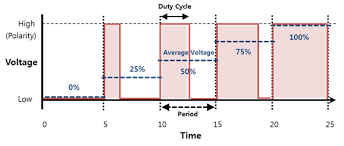 Duty Cycle
High
(Polarity)
Voltage
Low
0%
25%
Average Voltage
50%
75%
100%
Period
0 5 10 15 20 25
Time